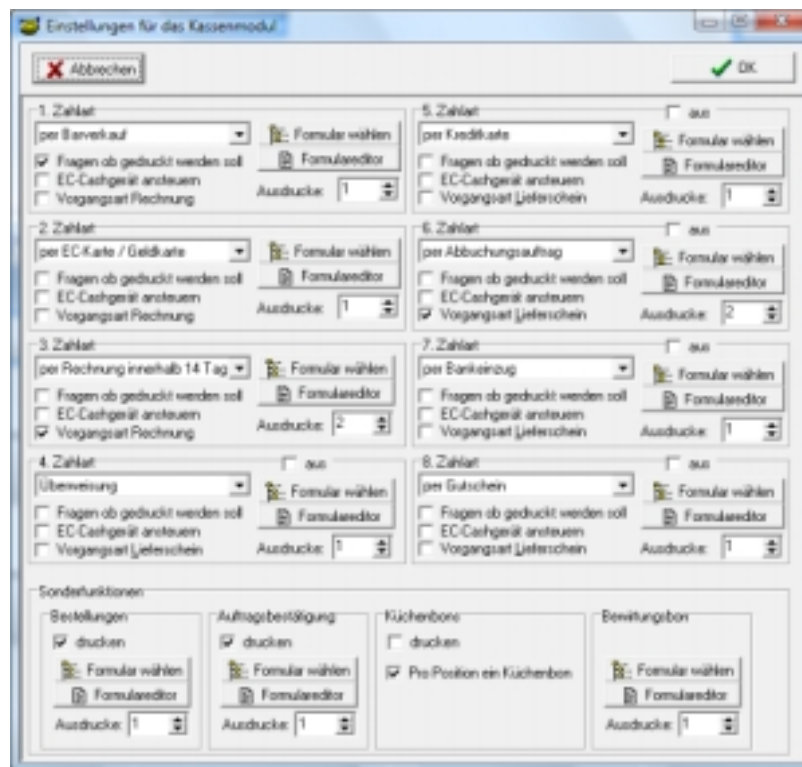 Einstellungen für das Kassenmodul
Abbrechen
OK
1. Zahlart
per Barverkauf
Formular wählen
Fragen ob gedruckt werden soll
Formulareditor
EC-Cashgerät ansteuern
Vorgangsart Rechnung
Ausdrucke: 1
5. Zahlart
aus
per Kreditkarte
Formular wählen
Fragen ob gedruckt werden soll
Formulareditor
EC-Cashgerät ansteuern
Vorgangsart Lieferschein
Ausdrucke: 1
2. Zahlart
per EC-Karte / Geldkarte
Formular wählen
Fragen ob gedruckt werden soll
Formulareditor
EC-Cashgerät ansteuern
Vorgangsart Rechnung
Ausdrucke: 1
6. Zahlart
aus
per Abbuchungsauftrag
Formular wählen
Fragen ob gedruckt werden soll
Formulareditor
EC-Cashgerät ansteuern
Vorgangsart Lieferschein
Ausdrucke: 2
3. Zahlart
per Rechnung innerhalb 14 Tag
Formular wählen
Fragen ob gedruckt werden soll
Formulareditor
EC-Cashgerät ansteuern
Vorgangsart Rechnung
Ausdrucke: 2
7. Zahlart
aus
per Bankeinzug
Formular wählen
Fragen ob gedruckt werden soll
Formulareditor
EC-Cashgerät ansteuern
Vorgangsart Lieferschein
Ausdrucke: 1
4. Zahlart
aus
Überweisung
Formular wählen
Fragen ob gedruckt werden soll
Formulareditor
EC-Cashgerät ansteuern
Vorgangsart Lieferschein
Ausdrucke: 1
8. Zahlart
aus
per Gutschein
Formular wählen
Fragen ob gedruckt werden soll
Formulareditor
EC-Cashgerät ansteuern
Vorgangsart Lieferschein
Ausdrucke: 1
Sonderfunktionen
Bestellungen
drucken
Formular wählen
Formulareditor
Ausdrucke: 1
Auftragsbestätigung
drucken
Formular wählen
Formulareditor
Ausdrucke: 1
Küchenbons
drucken
Pro Position ein Küchenbon
Bewirtungsbon
Formular wählen
Formulareditor
Ausdrucke: 1